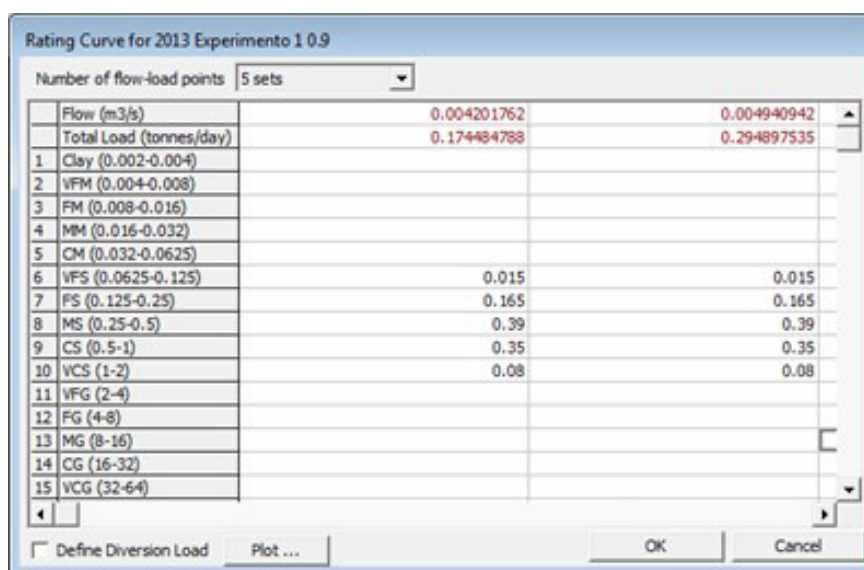 Rating Curve for 2013 Experimento 1 0.9
Number of flow-load points 5 sets
Flow (m3/s) 0.004201762 0.004940942
Total Load (tonnes/day) 0.174484788 0.294897535
1 Clay (0.002-0.004)
2 VFM (0.004-0.008)
3 FM (0.008-0.016)
4 MM (0.016-0.032)
5 CM (0.032-0.0625)
6 VFS (0.0625-0.125) 0.015 0.015
7 FS (0.125-0.25) 0.165 0.165
8 MS (0.25-0.5) 0.39 0.39
9 CS (0.5-1) 0.35 0.35
10 VCS (1-2) 0.08 0.08
11 VFG (2-4)
12 FG (4-8)
13 MG (8-16)
14 CG (16-32)
15 VCG (32-64)
Define Diversion Load Plot ... OK Cancel